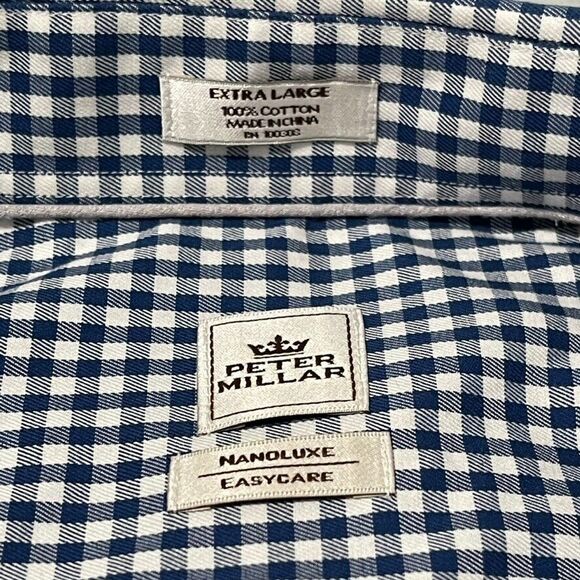 EXTRA LARGE
100% COTTON
MADE IN CHINA
RN 100303
PETER
MILLAR
NANOLUXE
EASYCARE